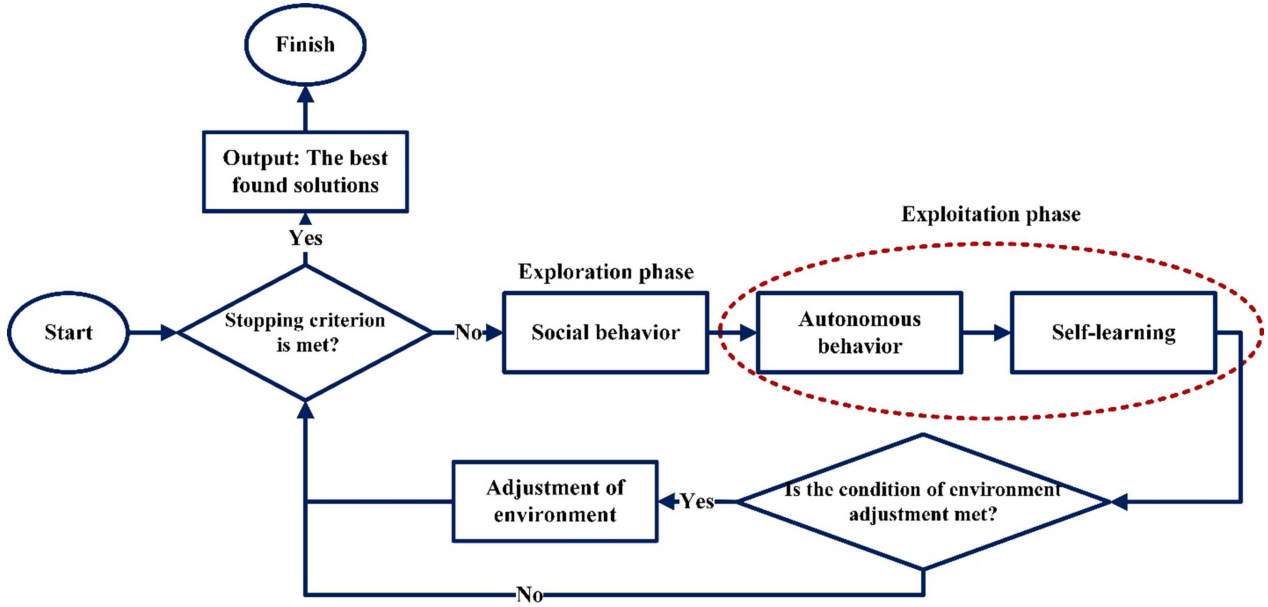 Finish
Output: The best
found solutions
Yes
Exploitation phase
Exploration phase
Start
Stopping criterion
is met?
No
Social behavior
Autonomous
behavior
Self-learning
Adjustment of
environment
Yes
Is the condition of environment
adjustment met?
No